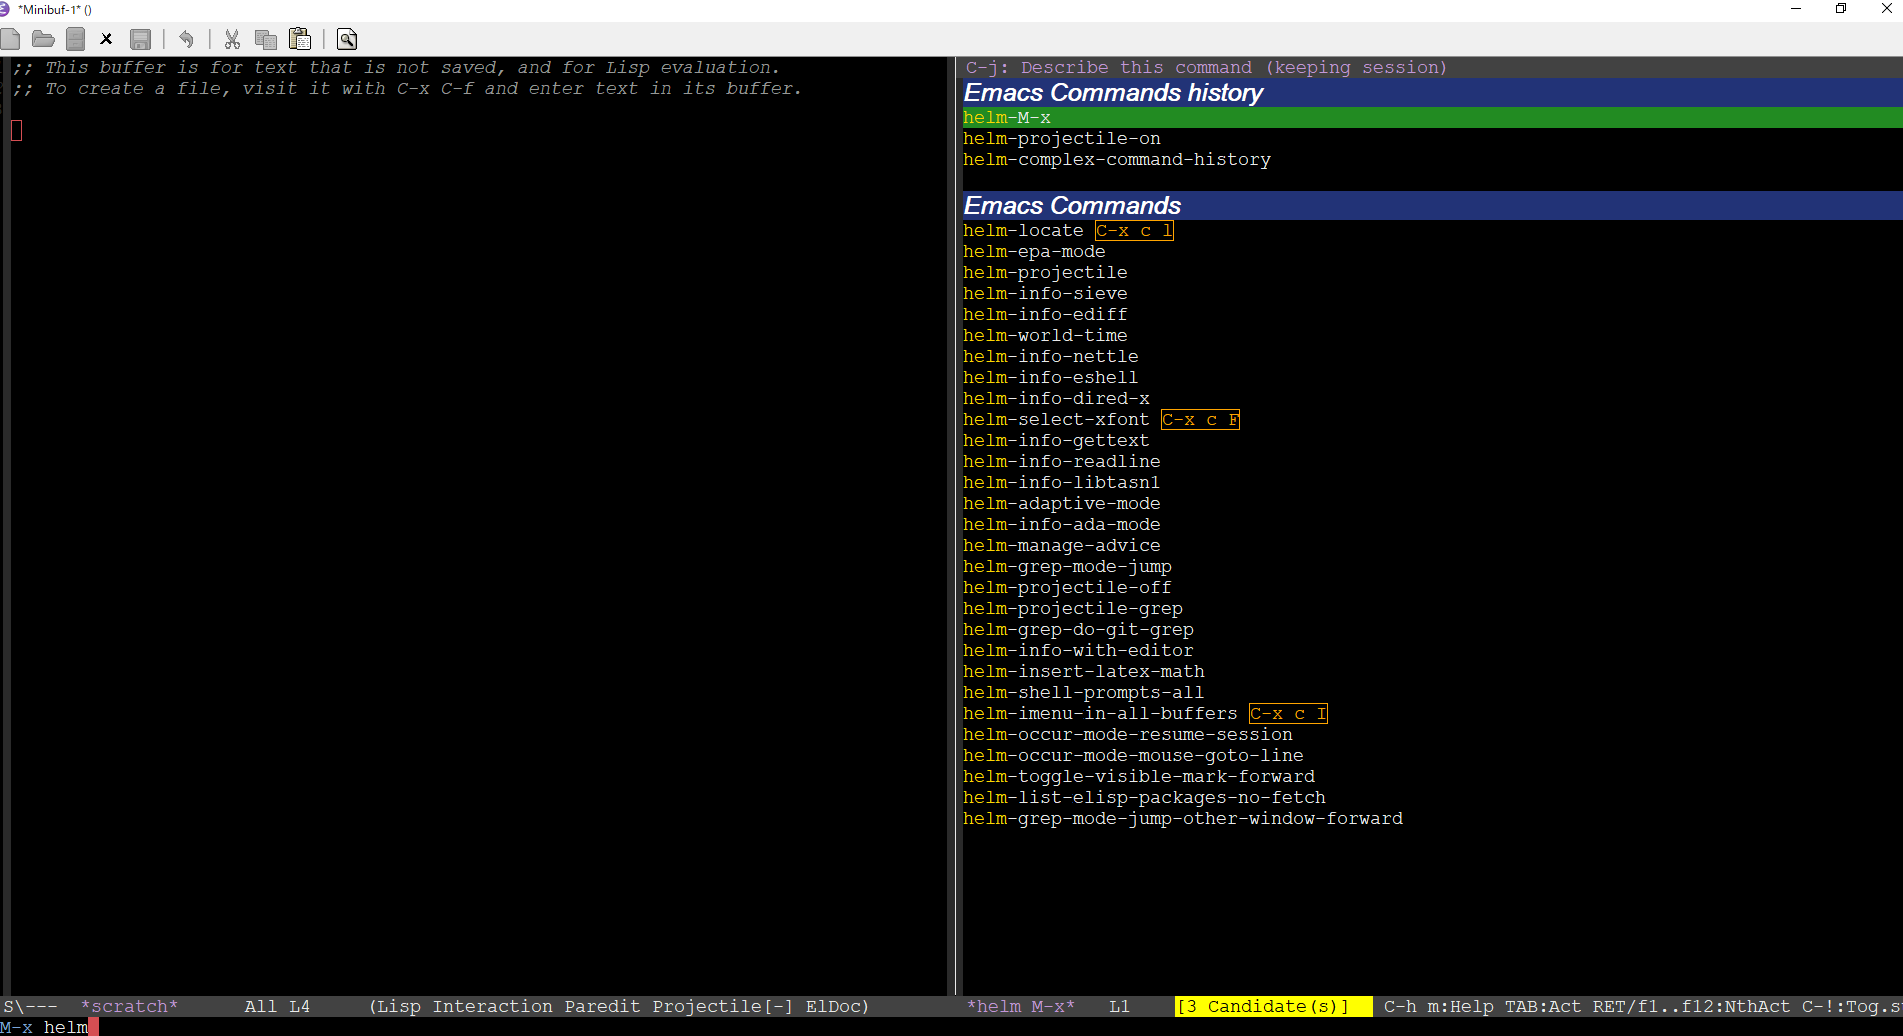 *Minibuf-1* ()
;; This buffer is for text that is not saved, and for Lisp evaluation.
;; To create a file, visit it with C-x C-f and enter text in its buffer.
C-j: Describe this command (keeping session)
Emacs Commands history
helm-M-x
helm-projectile-on
helm-complex-command-history
Emacs Commands
helm-locate C-x c l
helm-epa-mode
helm-projectile
helm-info-sieve
helm-info-ediff
helm-world-time
helm-info-nettle
helm-info-eshell
helm-info-dired-x
helm-select-xfont C-x c F
helm-info-gettext
helm-info-readline
helm-info-libtasn1
helm-adaptive-mode
helm-info-ada-mode
helm-manage-advice
helm-grep-mode-jump
helm-projectile-off
helm-projectile-grep
helm-grep-do-git-grep
helm-info-with-editor
helm-insert-latex-math
helm-shell-prompts-all
helm-imenu-in-all-buffers C-x c I
helm-occur-mode-resume-session
helm-occur-mode-mouse-goto-line
helm-toggle-visible-mark-forward
helm-list-elisp-packages-no-fetch
helm-grep-mode-jump-other-window-forward
S\--- *scratch* All L4 (Lisp Interaction Paredit Projectile[-] ElDoc)
*helm M-x* L1 [3 Candidate(s)] C-h m:Help TAB:Act RET/f1..f12:NthAct C-!:Tog.s
M-x helm